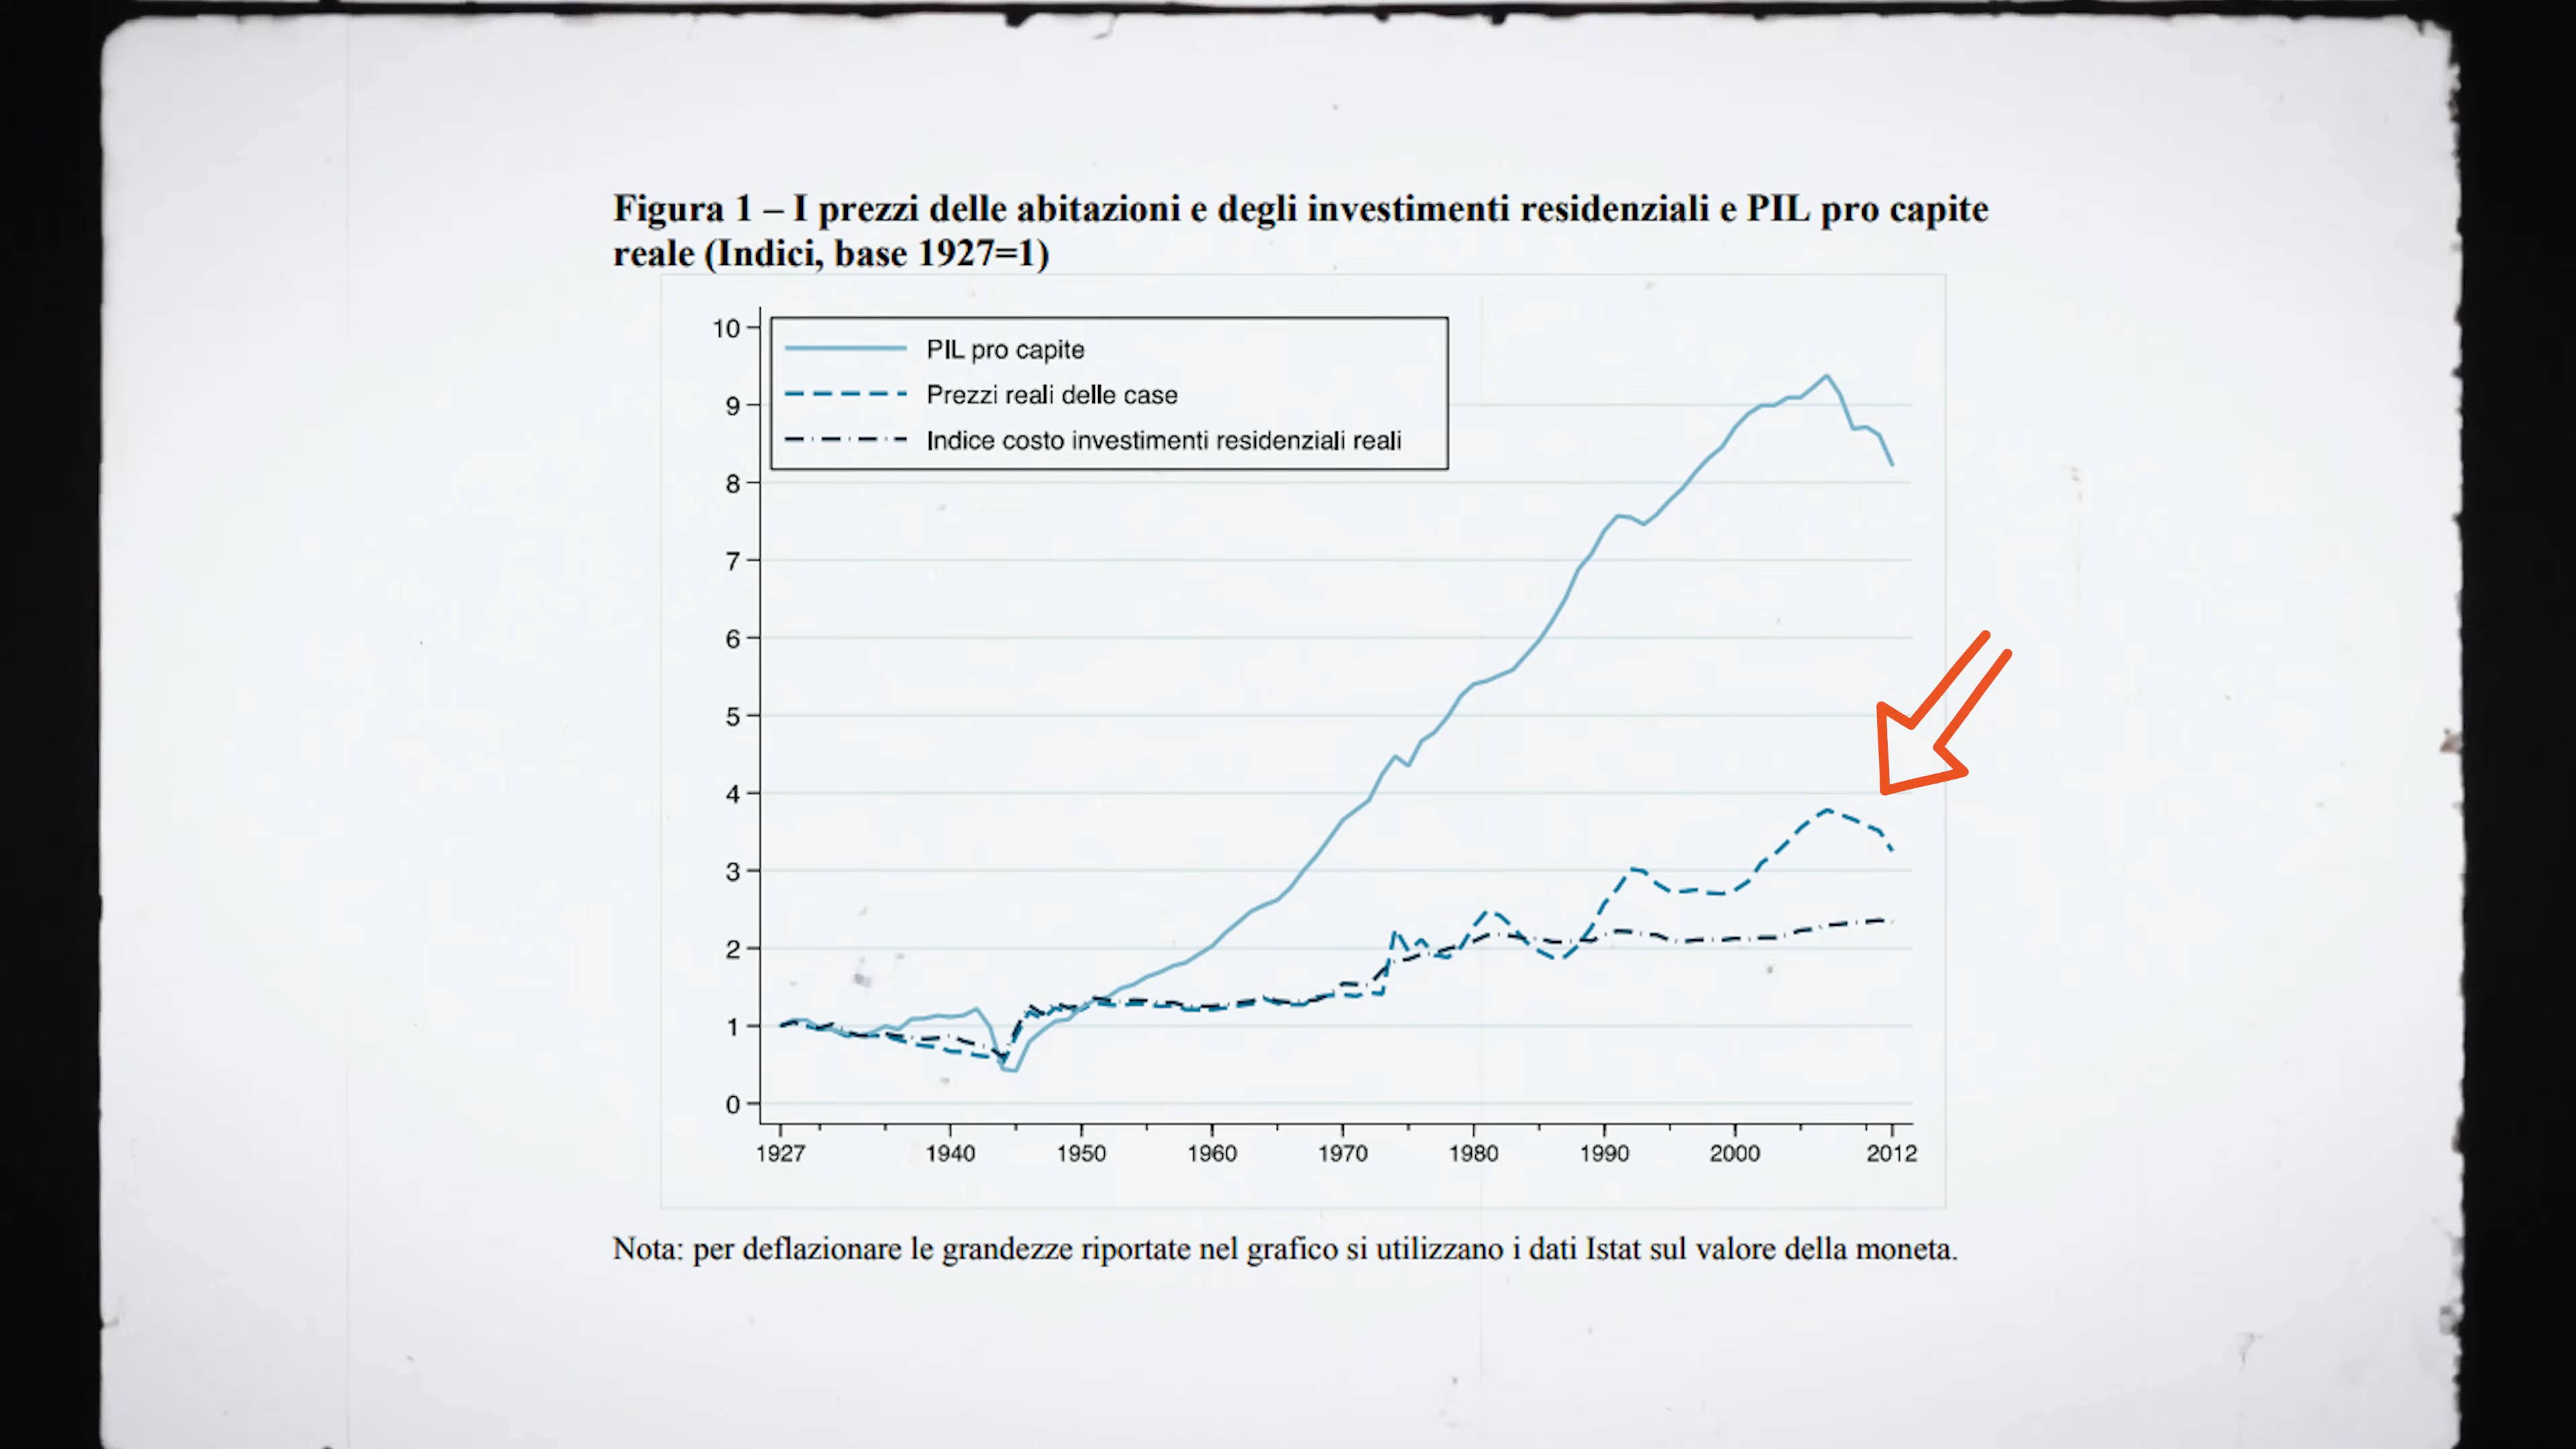 Figura 1 – I prezzi delle abitazioni e degli investimenti residenziali e PIL pro capite
reale (Indici, base 1927=1)
10
PIL pro capite
Prezzi reali delle case
9
Indice costo investimenti residenziali reali
8
7
6
5
4
3
2
1
0
1927 1940 1950 1960 1970 1980 1990 2000 2012
Nota: per deflazionare le grandezze riportate nel grafico si utilizzano i dati Istat sul valore della moneta.